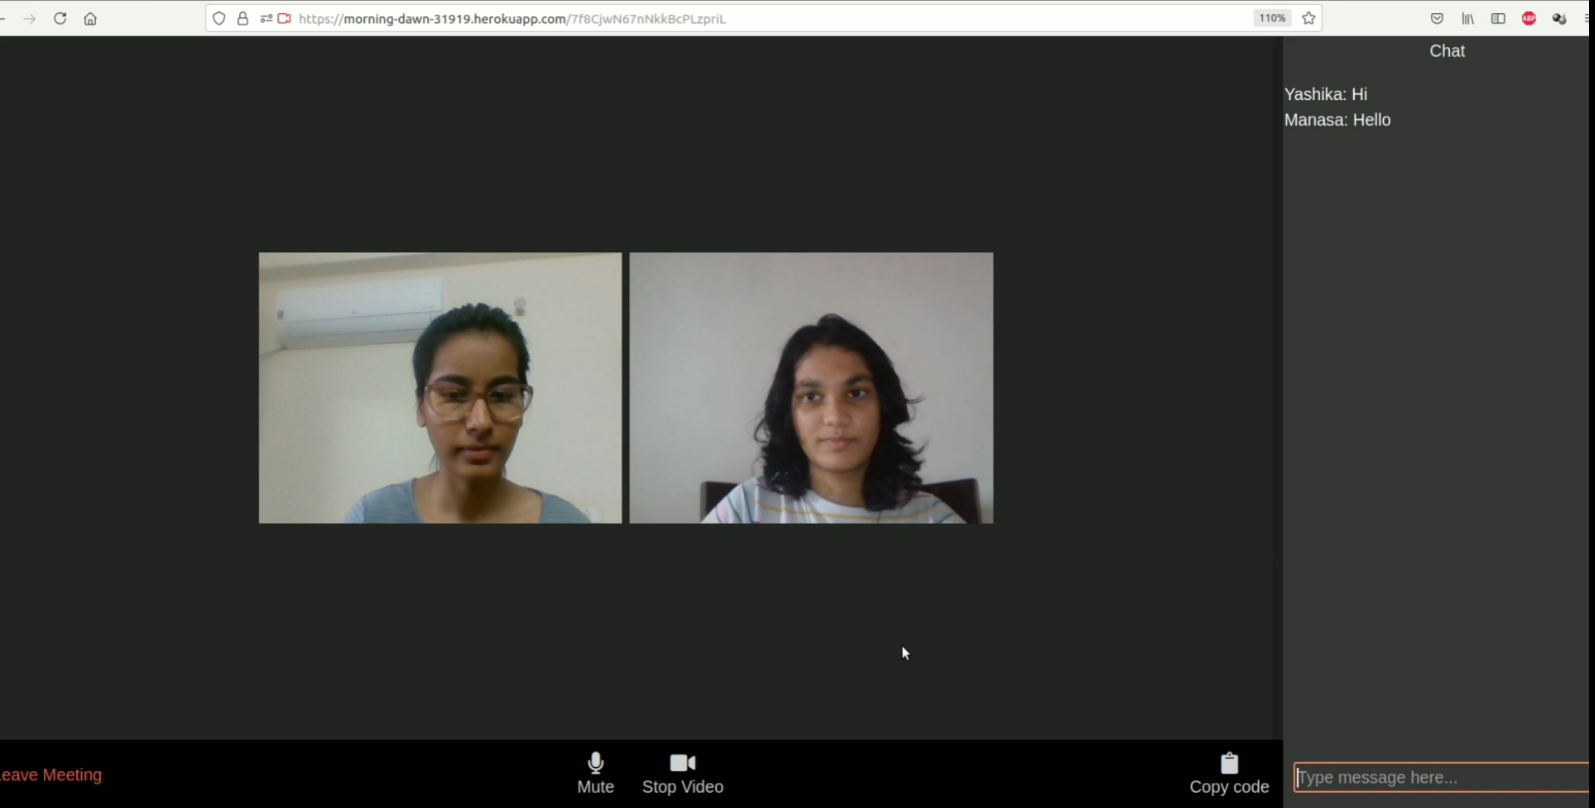 https://morning-dawn-31919.herokuapp.com/7f8CjwN67nNkkBcPLzpriL
110%
ABP
Chat
Yashika: Hi
Manasa: Hello
eave Meeting
Mute
Stop Video
Copy code
Type message here...